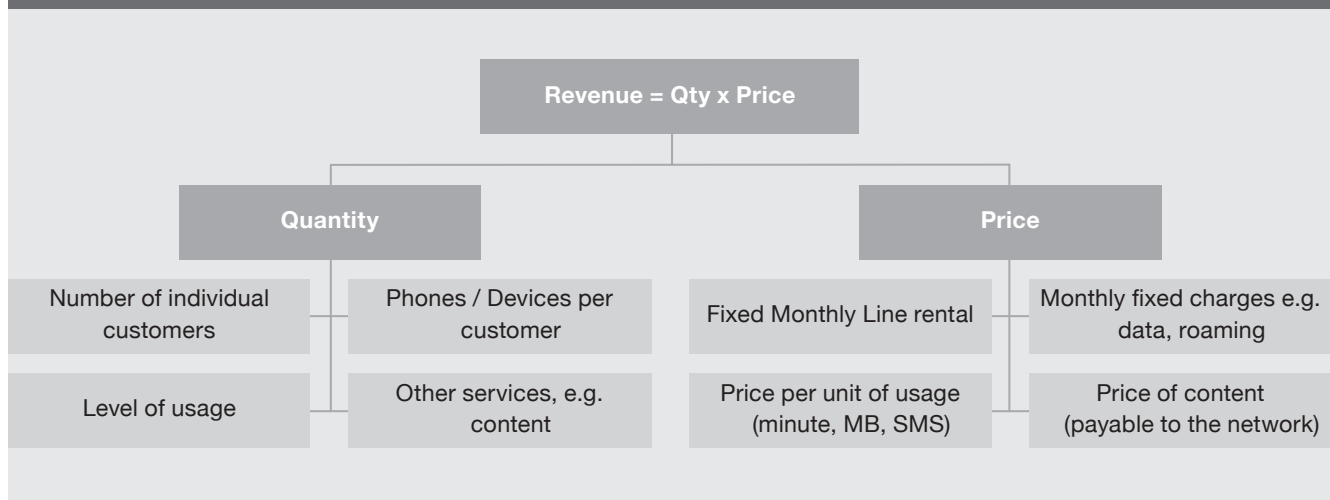 Revenue = Qty x Price
Quantity
Price
Number of individual
customers
Phones / Devices per
customer
Fixed Monthly Line rental
Monthly fixed charges e.g.
data, roaming
Level of usage
Other services, e.g.
content
Price per unit of usage
(minute, MB, SMS)
Price of content
(payable to the network)